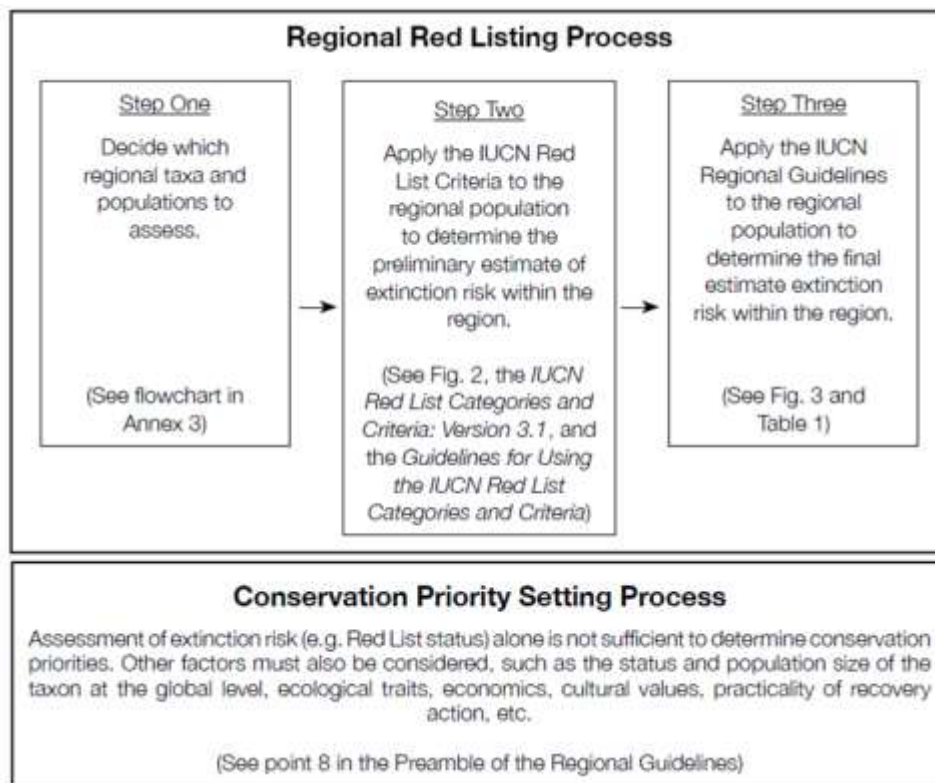 Regional Red Listing Process
Step One
Decide which
regional taxa and
populations to
assess.
(See flowchart in
Annex 3)
Step Two
Apply the IUCN Red
List Criteria to the
regional population
to determine the
preliminary estimate of
extinction risk within the
region.
(See Fig. 2, the IUCN
Red List Categories and
Criteria: Version 3.1, and
the Guidelines for Using
the IUCN Red List
Categories and Criteria)
Step Three
Apply the IUCN
Regional Guidelines
to the regional
population to
determine the final
estimate extinction
risk within the region.
(See Fig. 3 and
Table 1)
Conservation Priority Setting Process
Assessment of extinction risk (e.g. Red List status) alone is not sufficient to determine conservation
priorities. Other factors must also be considered, such as the status and population size of the
taxon at the global level, ecological traits, economics, cultural values, practicality of recovery
action, etc.
(See point 8 in the Preamble of the Regional Guidelines)